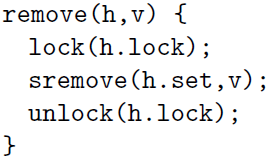 remove(h,v) {
  lock(h.lock);
  sremove(h.set,v);
  unlock(h.lock);
}